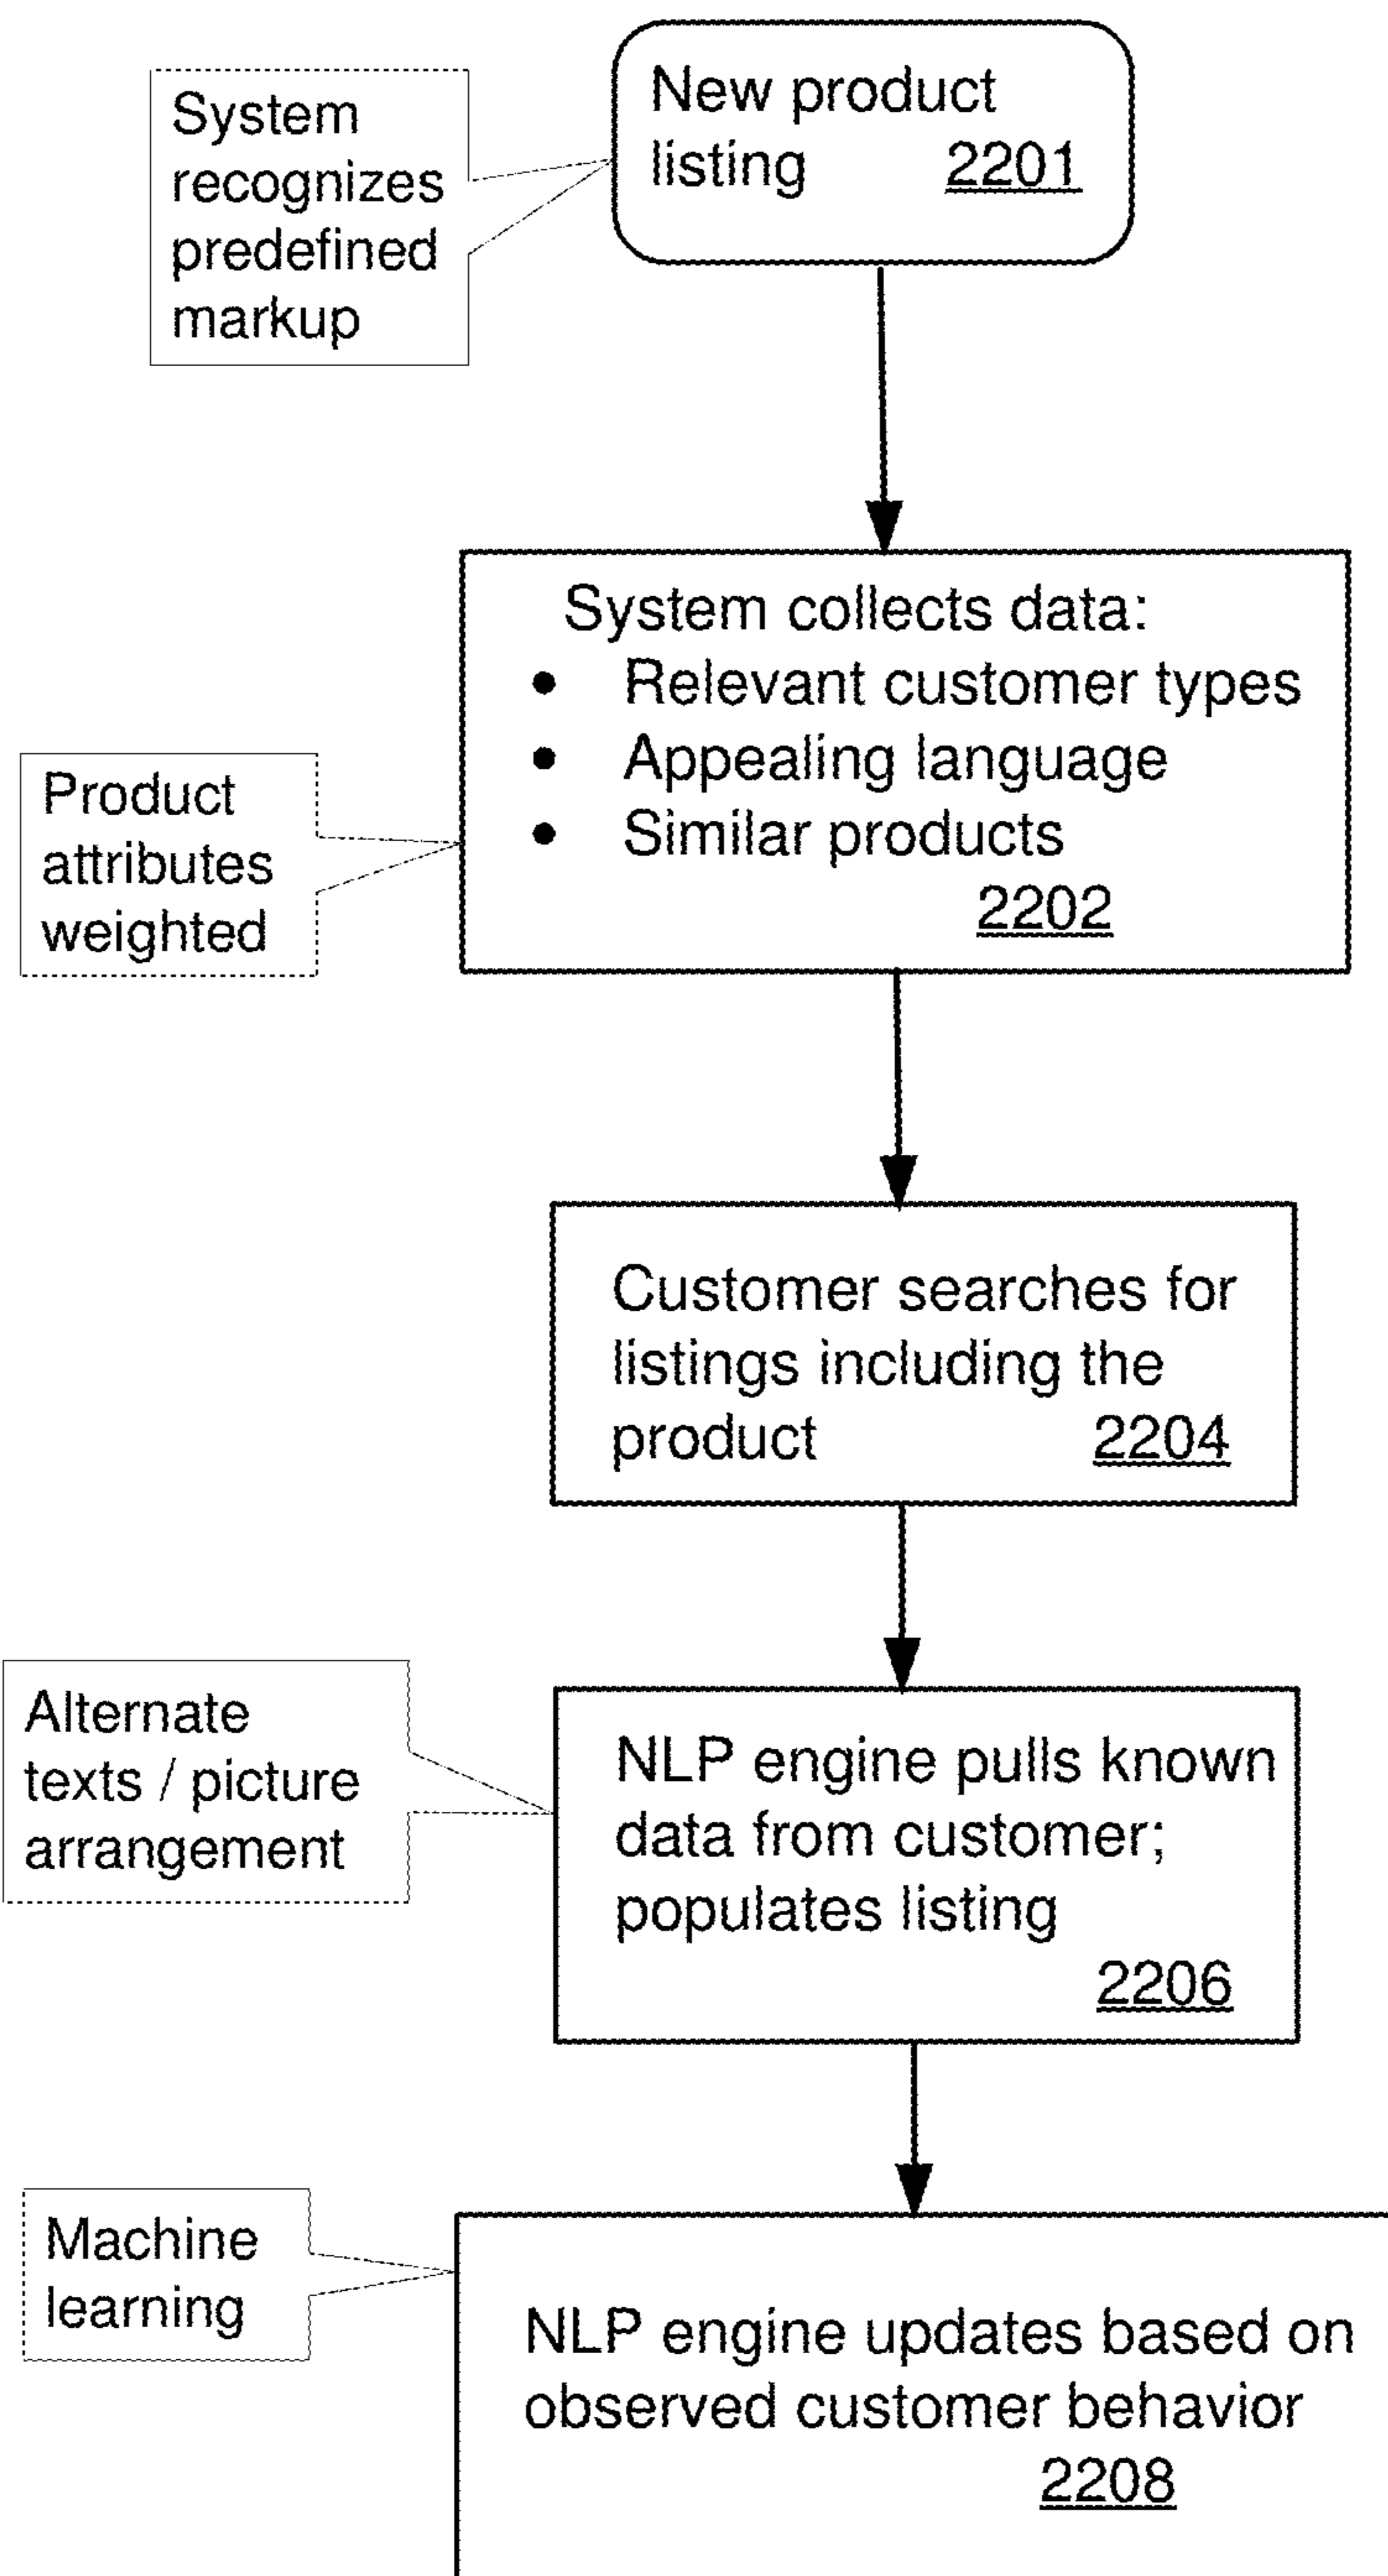 System
recognizes
predefined
markup
New product
listing 2201
System collects data:
• Relevant customer types
• Appealing language
• Similar products
2202
Product
attributes
weighted
Customer searches for
listings including the
product 2204
Alternate
texts / picture
arrangement
NLP engine pulls known
data from customer;
populates listing
2206
Machine
learning
NLP engine updates based on
observed customer behavior
2208